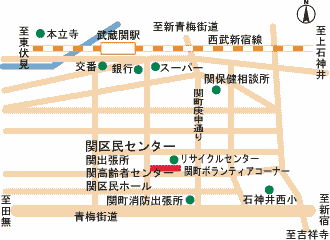 至新青梅街道
N
本立寺
武蔵関駅
西武新宿線
至東伏見
至上石神井
交番
銀行
スーパー
関保健相談所
関町庚申通り
関区民センター
関出張所
リサイクルセンター
関高齢者センター
関町ボランティアコーナー
関区民ホール
関町消防出張所
石神井西小
至田無
青梅街道
至新宿
至吉祥寺